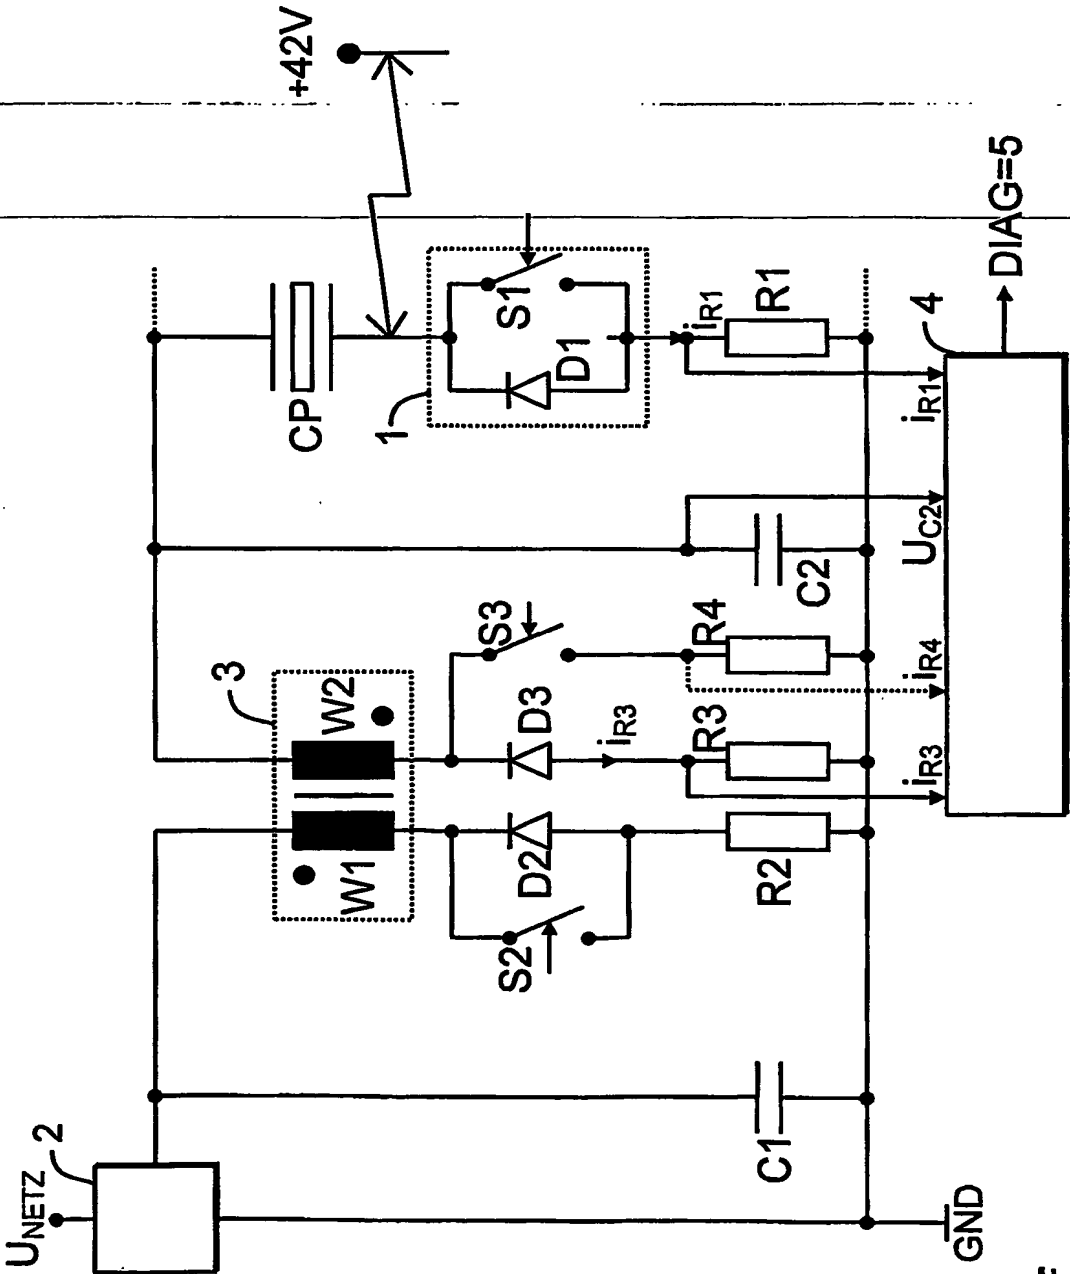 +42V
U_NETZ
2
3
W1
W2
CP
1
S1
D1
i_R1
R1
S2
D2
D3
S3
i_R3
R2
R3
R4
C1
C2
i_R3
i_R4
U_C2
i_R1
4
DIAG=5
GND